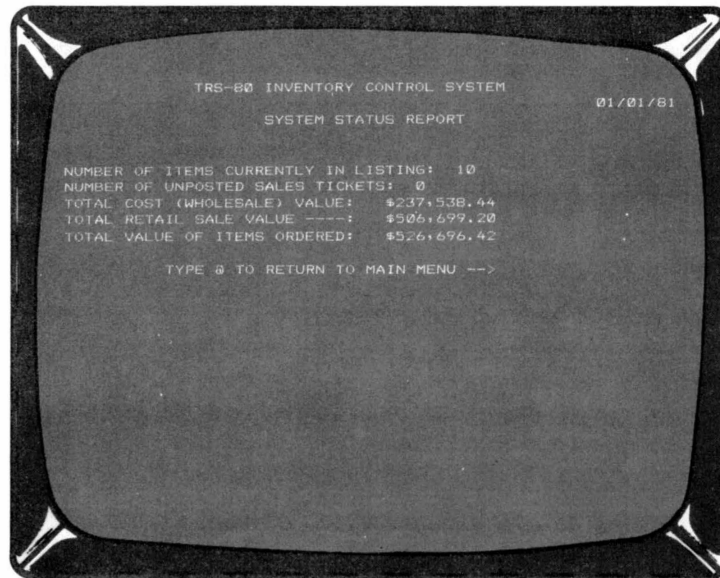 TRS-80 INVENTORY CONTROL SYSTEM
01/01/81
SYSTEM STATUS REPORT
NUMBER OF ITEMS CURRENTLY IN LISTING: 10
NUMBER OF UNPOSTED SALES TICKETS: 0
TOTAL COST (WHOLESALE) VALUE: $237,538.44
TOTAL RETAIL SALE VALUE ----: $506,699.20
TOTAL VALUE OF ITEMS ORDERED: $526,696.42
TYPE @ TO RETURN TO MAIN MENU -->